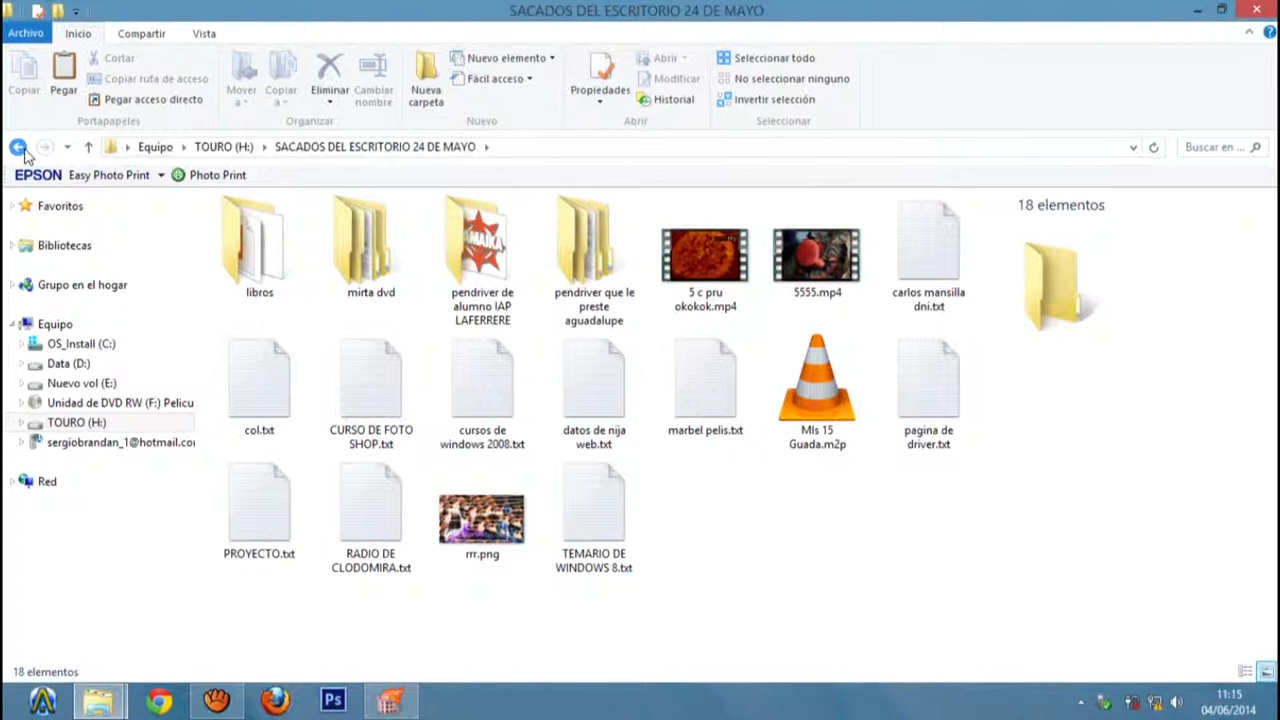 SACADOS DEL ESCRITORIO 24 DE MAYO
Archivo Inicio Compartir Vista
Copiar
Pegar
Cortar
Copiar ruta de acceso
Pegar acceso directo
Portapapeles
Mover a
Copiar a
Eliminar
Cambiar nombre
Organizar
Nueva carpeta
Nuevo elemento
Fácil acceso
Nuevo
Propiedades
Abrir
Modificar
Historial
Abrir
Seleccionar todo
No seleccionar ninguno
Invertir selección
Seleccionar
Equipo TOURO (H:) SACADOS DEL ESCRITORIO 24 DE MAYO
Buscar en ...
EPSON Easy Photo Print Photo Print
Favoritos
Bibliotecas
Grupo en el hogar
Equipo
OS_Install (C:)
Data (D:)
Nuevo vol (E:)
Unidad de DVD RW (F:) Pelicu
TOURO (H:)
sergiobrandan_1@hotmail.co
Red
libros
mirta dvd
pendriver de
alumno IAP
LAFERRERE
pendriver que le
preste
aguadalupe
5 c pru
okokok.mp4
5555.mp4
carlos mansilla
dni.txt
col.txt
CURSO DE FOTO
SHOP.txt
cursos de
windows 2008.txt
datos de nija
web.txt
marbel pelis.txt
MIs 15
Guada.m2p
pagina de
driver.txt
PROYECTO.txt
RADIO DE
CLODOMIRA.txt
rrr.png
TEMARIO DE
WINDOWS 8.txt
18 elementos
18 elementos
Ps
11:15
04/06/2014